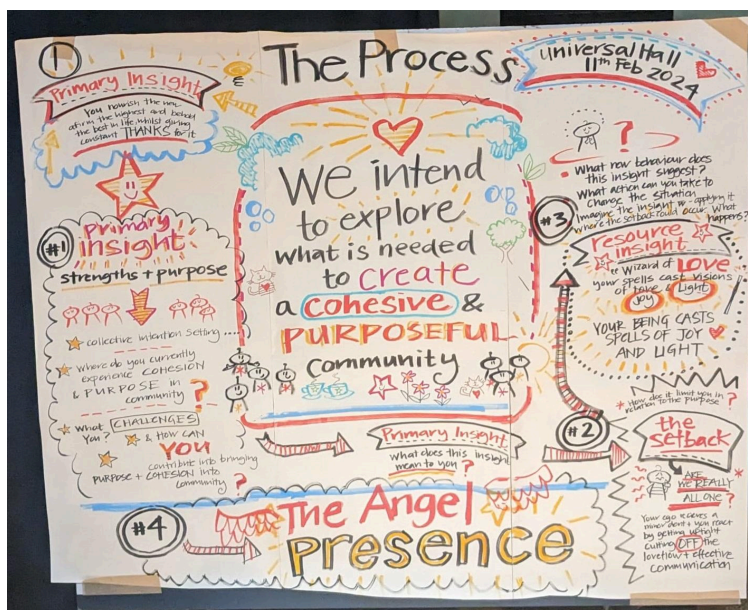 The Process
Universal Hall
11th Feb 2024
1
Primary Insight
You nourish the new
afirm the highest and behold
the best in life, whilst giving
constant THANKS for it
#1
primary
insight
strengths + purpose
collective intention setting ....
where do you currently
experience COHESION
& PURPOSE in
community ?
What CHALLENGES
You? & HOW CAN
YOU
contribute into bringing
PURPOSE + COHESION into
Community ?
We intend
to explore
what is needed
to create
a cohesive &
PURPOSEFUL
community
Primary Insight
What does this insight
mean to you ?
#2
* How does it limit you in
relation to the purpose ?
the
setback
ARE
WE REALLY
ALL ONE ?
Your ego receives a
minor dent + you react
by getting uptight
cutting OFF the
loveflow + effective
communication
#3
?
What new behaviour does
this insight suggest?
What action can you take to
change the situation
Imagine the insight applying it
where the setback could occur. What
happens?
resource
insight
Wizard of LOVE
your spells cast visions
of love & Light
Joy
YOUR BEING CASTS
SPELLS OF JOY
AND LIGHT
#4
The Angel
Presence